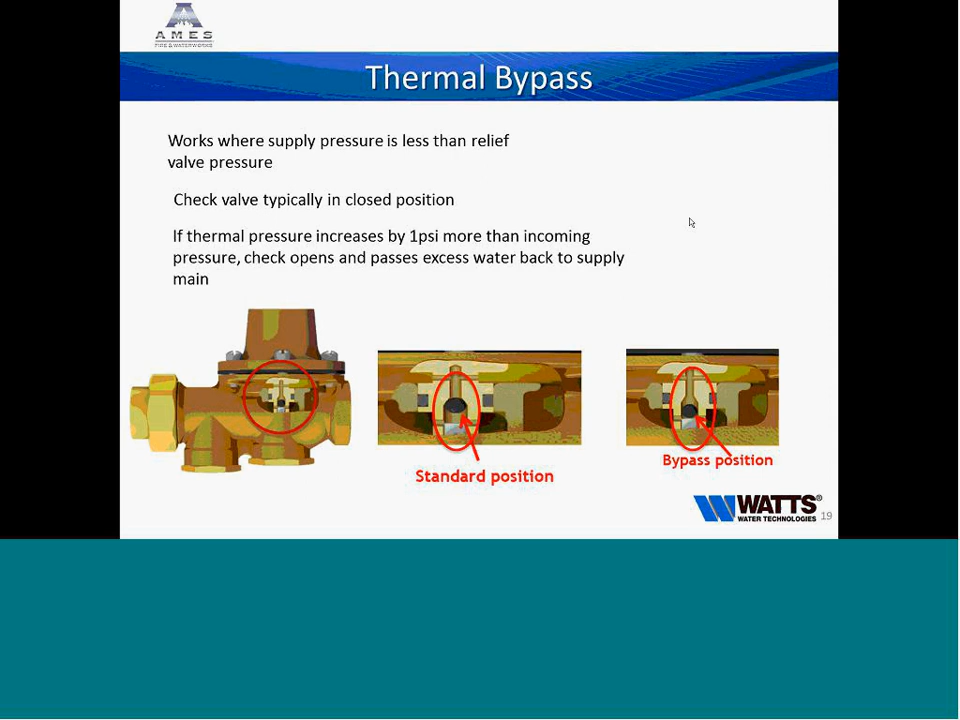 AMES
FIRE & WATERWORKS
Thermal Bypass
Works where supply pressure is less than relief
valve pressure
Check valve typically in closed position
If thermal pressure increases by 1psi more than incoming
pressure, check opens and passes excess water back to supply
main
Standard position
Bypass position
WATTS®
WATER TECHNOLOGIES
19